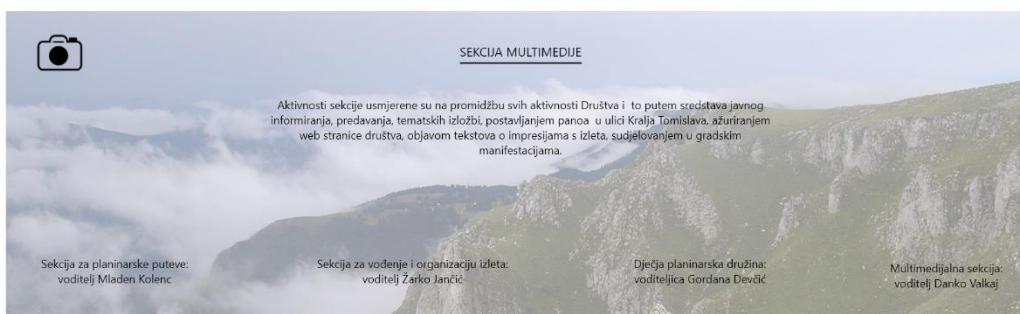 SEKCIJA MULTIMEDIJE
Aktivnosti sekcije usmjerene su na promidžbu svih aktivnosti Društva i to putem sredstava javnog
informiranja, predavanja, tematskih izložbi, postavljanjem panoa u ulici Kralja Tomislava, ažuriranjem
web stranice društva, objavom tekstova o impresijama s izleta, sudjelovanjem u gradskim
manifestacijama.
Sekcija za planinarske puteve:
voditelj Mladen Kolenc
Sekcija za vođenje i organizaciju izleta:
voditelj Žarko Jančić
Dječja planinarska družina:
voditeljica Gordana Devčić
Multimedijalna sekcija:
voditelj Danko Valkaj